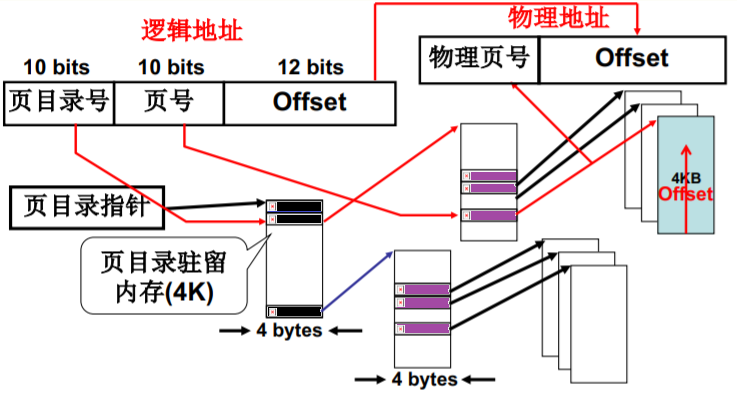 逻辑地址
物理地址
10 bits
10 bits
12 bits
页目录号
页号
Offset
物理页号
Offset
4KB
Offset
页目录指针
页目录驻留
内存(4K)
4 bytes
4 bytes